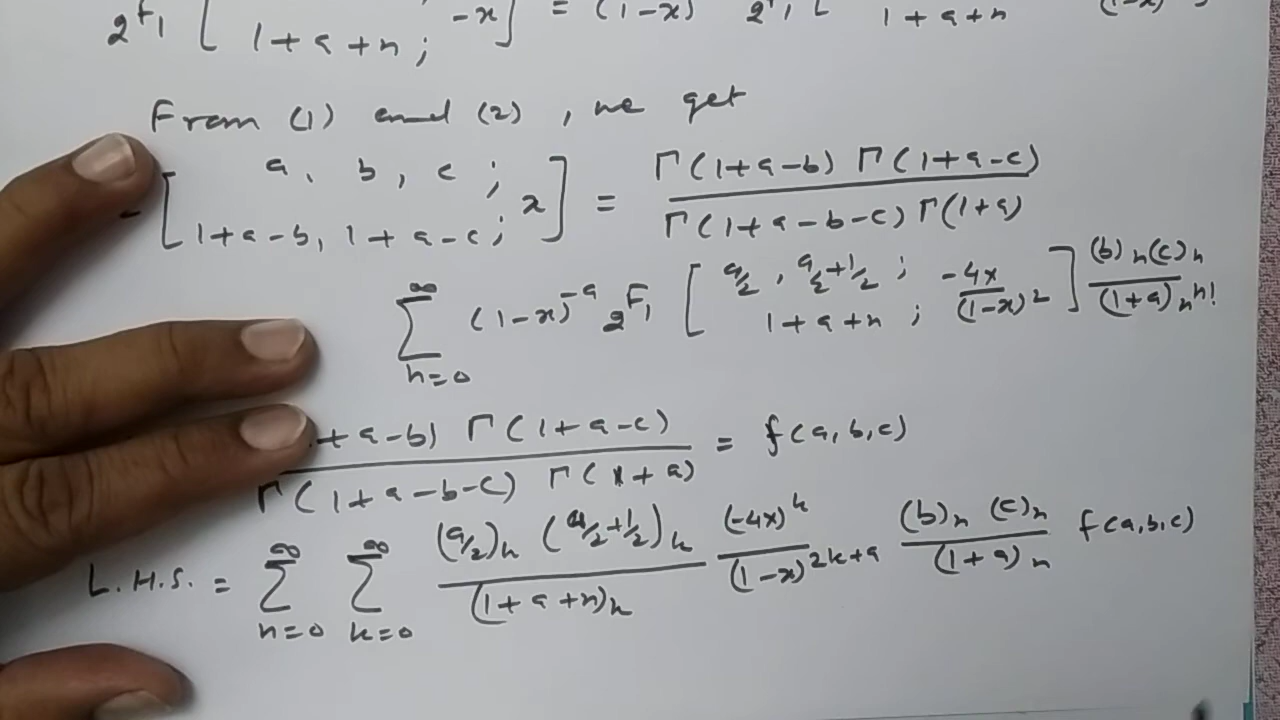 2F1 [ 1+a+n ; -x ] = (1-x) 2F1 [ 1+a+n (1-x)
From (1) and (2), we get
[ a, b, c ; 1+a-b, 1+a-c ; x ] = Γ(1+a-b) Γ(1+a-c) / Γ(1+a-b-c) Γ(1+a)
∞ ∑ n=0 (1-x)^-a 2F1 [ a/2, a/2+1/2 ; 1+a+n ; -4x/(1-x)^2 ] (b)n (c)n / (1+a)n n!
+a-b) Γ(1+a-c) / Γ(1+a-b-c) Γ(1+a) = f(a,b,c)
L.H.S. = ∞ ∑ n=0 ∞ ∑ k=0 (a/2)k (a/2+1/2)k / (1+a+n)k (-4x)^k / (1-x)^2k+a (b)n (c)n / (1+a)n f(a,b,c)